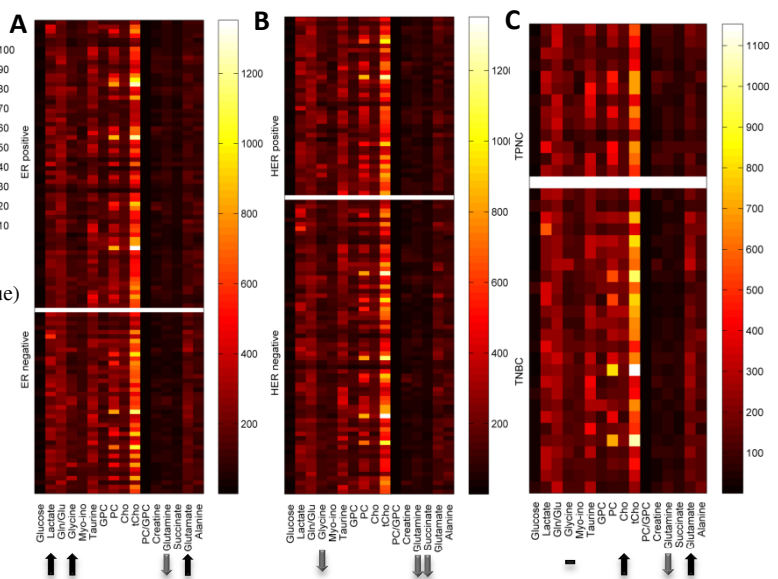 A
B
C
100
90
80
70
60
50
40
30
20
10
ER positive
ER negative
ue)
1200
1000
800
600
400
200
Glucose
Lactate
Gln/Glu
Glycine
Myo-ino
Taurine
GPC
PC
Cho
tCho
PC/GPC
Creatine
Glutamine
Succinate
Glutamate
Alanine
HER positive
HER negative
1200
1000
800
600
400
200
Glucose
Lactate
Gln/Glu
Glycine
Myo-ino
Taurine
GPC
PC
Cho
tCho
PC/GPC
Creatine
Glutamine
Succinate
Glutamate
Alanine
TPNC
TNBC
1100
1000
900
800
700
600
500
400
300
200
100
Glucose
Lactate
Gln/Glu
Glycine
Myo-ino
Taurine
GPC
PC
Cho
tCho
PC/GPC
Creatine
Glutamine
Succinate
Glutamate
Alanine